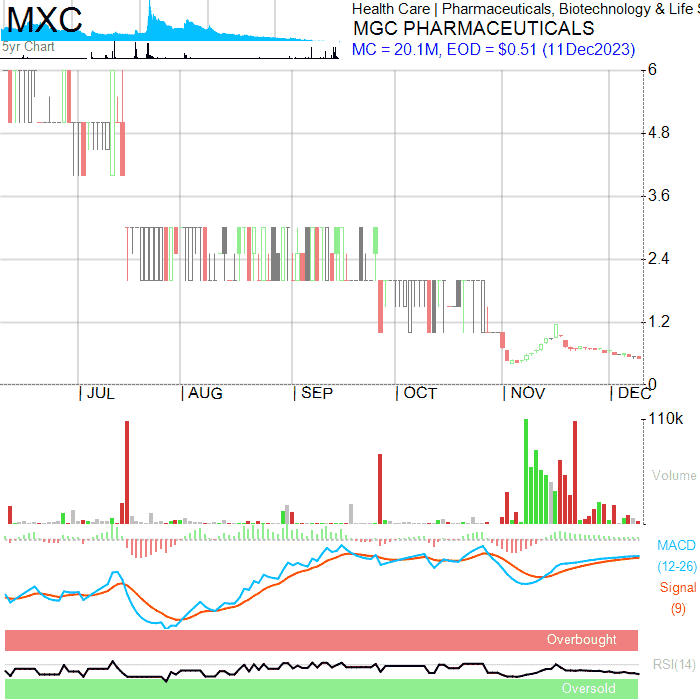 MXC
5yr Chart
Health Care | Pharmaceuticals, Biotechnology & Life S
MGC PHARMACEUTICALS
MC = 20.1M, EOD = $0.51 (11Dec2023)
6
4.8
3.6
2.4
1.2
0
| JUL | AUG | SEP | OCT | NOV | DEC
110k
Volume
MACD
(12-26)
Signal
(9)
Overbought
RSI(14)
Oversold